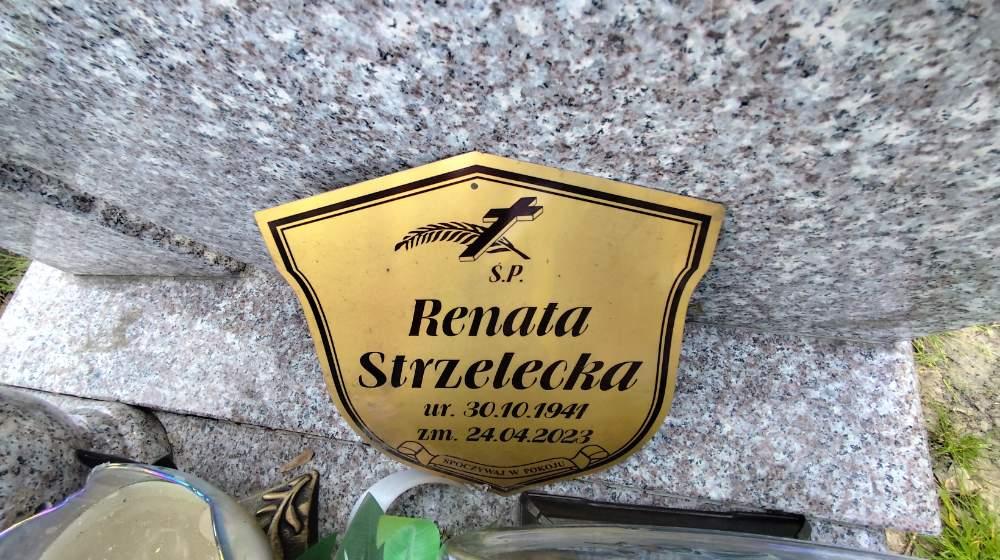 Ś.P.
Renata
Strzelecka
ur. 30.10.1941
zm. 24.04.2023
SPOCZYWAJ W POKOJU